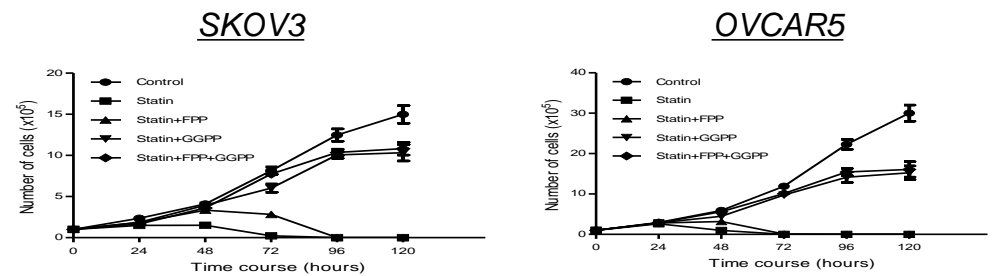 SKOV3
20
15
10
5
0
Number of cells (x10⁵)
Control
Statin
Statin+FPP
Statin+GGPP
Statin+FPP+GGPP
0 24 48 72 96 120
Time course (hours)
OVCAR5
40
30
20
10
0
Number of cells (x10⁵)
Control
Statin
Statin+FPP
Statin+GGPP
Statin+FPP+GGPP
0 24 48 72 96 120
Time course (hours)